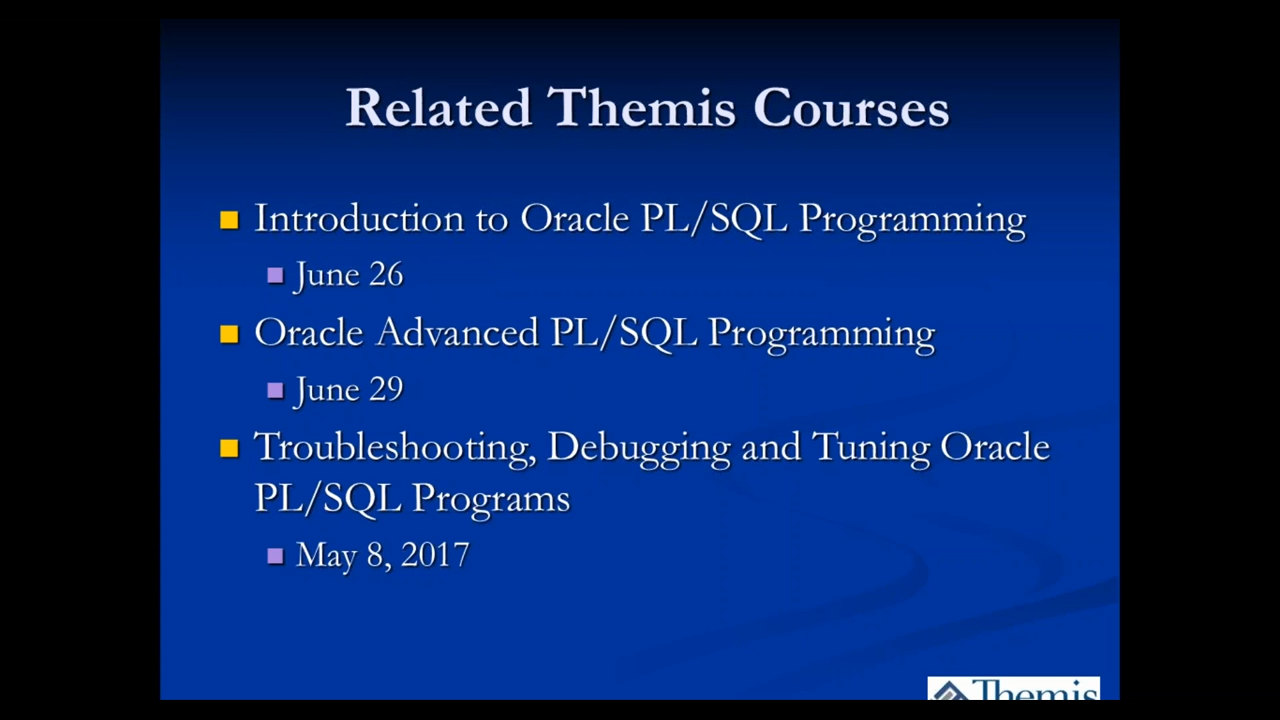 Related Themis Courses
Introduction to Oracle PL/SQL Programming
June 26
Oracle Advanced PL/SQL Programming
June 29
Troubleshooting, Debugging and Tuning Oracle
PL/SQL Programs
May 8, 2017
Themis